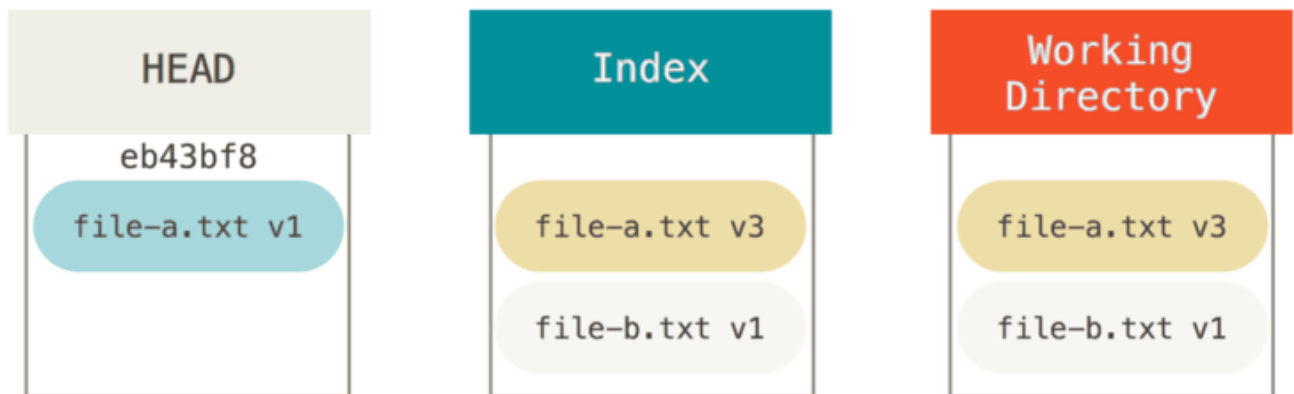 HEAD
Index
Working
Directory
eb43bf8
file-a.txt v1
file-a.txt v3
file-a.txt v3
file-b.txt v1
file-b.txt v1